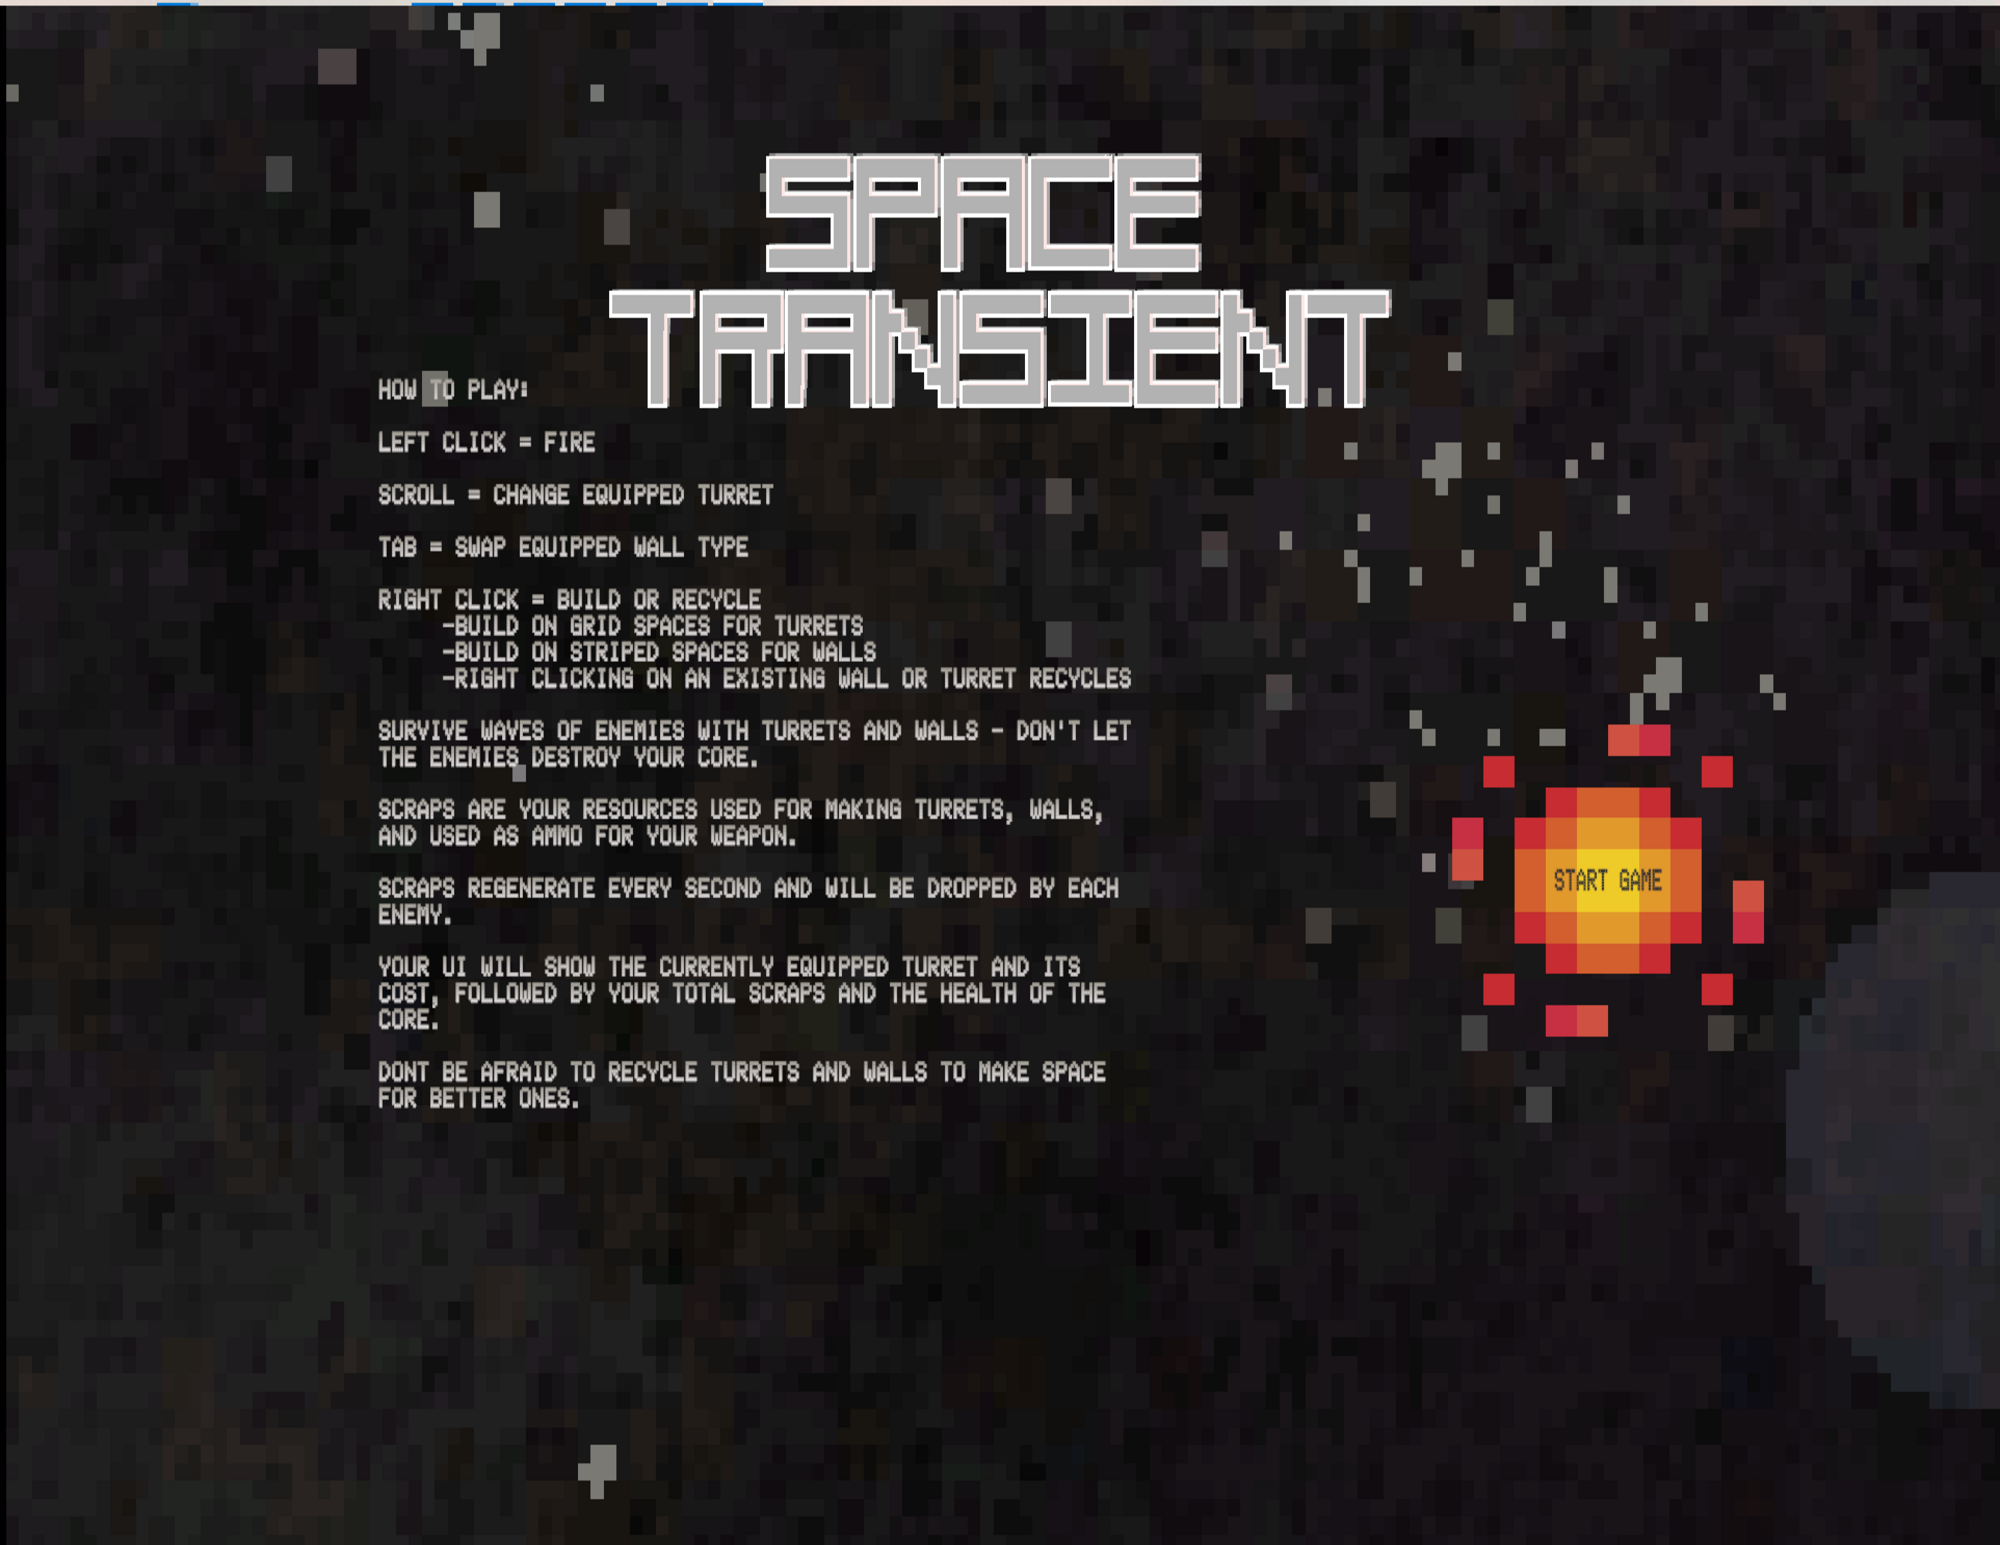 SPACE
TRANSIENT
HOW TO PLAY:
LEFT CLICK = FIRE
SCROLL = CHANGE EQUIPPED TURRET
TAB = SWAP EQUIPPED WALL TYPE
RIGHT CLICK = BUILD OR RECYCLE
-BUILD ON GRID SPACES FOR TURRETS
-BUILD ON STRIPED SPACES FOR WALLS
-RIGHT CLICKING ON AN EXISTING WALL OR TURRET RECYCLES
SURVIVE WAVES OF ENEMIES WITH TURRETS AND WALLS - DON'T LET
THE ENEMIES DESTROY YOUR CORE.
SCRAPS ARE YOUR RESOURCES USED FOR MAKING TURRETS, WALLS,
AND USED AS AMMO FOR YOUR WEAPON.
SCRAPS REGENERATE EVERY SECOND AND WILL BE DROPPED BY EACH
ENEMY.
YOUR UI WILL SHOW THE CURRENTLY EQUIPPED TURRET AND ITS
COST, FOLLOWED BY YOUR TOTAL SCRAPS AND THE HEALTH OF THE
CORE.
DONT BE AFRAID TO RECYCLE TURRETS AND WALLS TO MAKE SPACE
FOR BETTER ONES.
START GAME